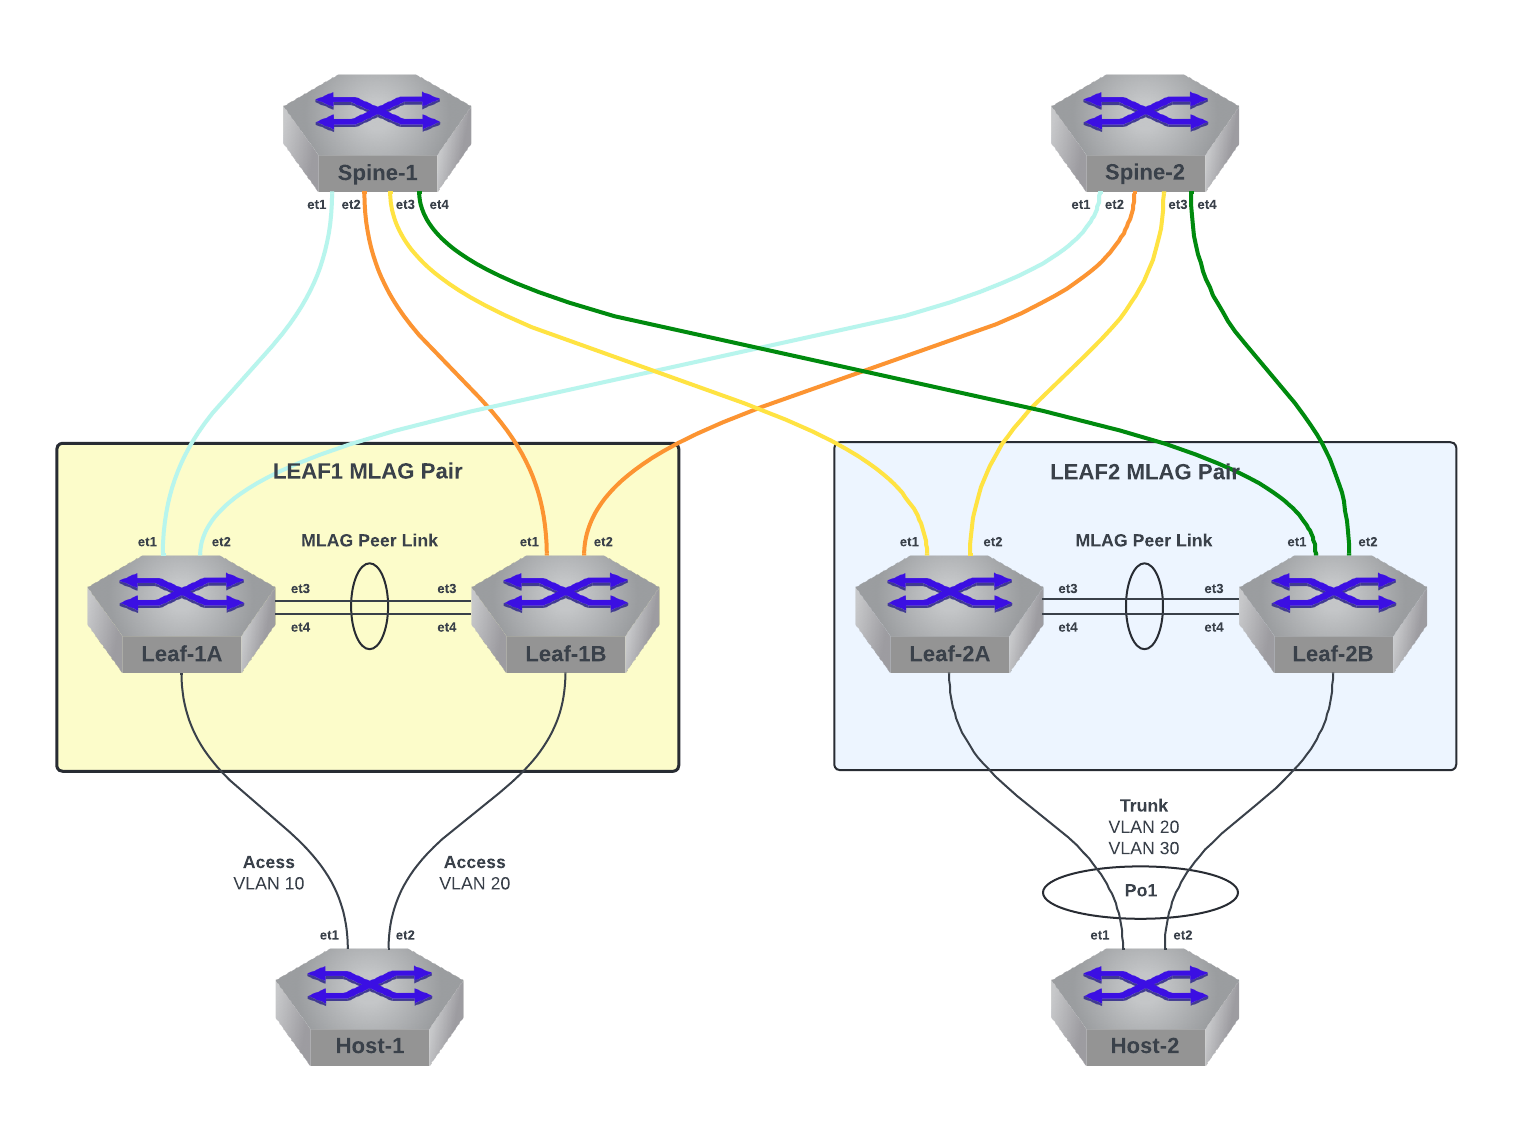 Spine-1
Spine-2
et1
et2
et3
et4
et1
et2
et3
et4
LEAF1 MLAG Pair
LEAF2 MLAG Pair
et1
et2
MLAG Peer Link
et1
et2
et1
et2
MLAG Peer Link
et1
et2
et3
et3
et3
et3
et4
et4
et4
et4
Leaf-1A
Leaf-1B
Leaf-2A
Leaf-2B
Trunk
VLAN 20
VLAN 30
Acess
VLAN 10
Access
VLAN 20
Po1
et1
et2
et1
et2
Host-1
Host-2